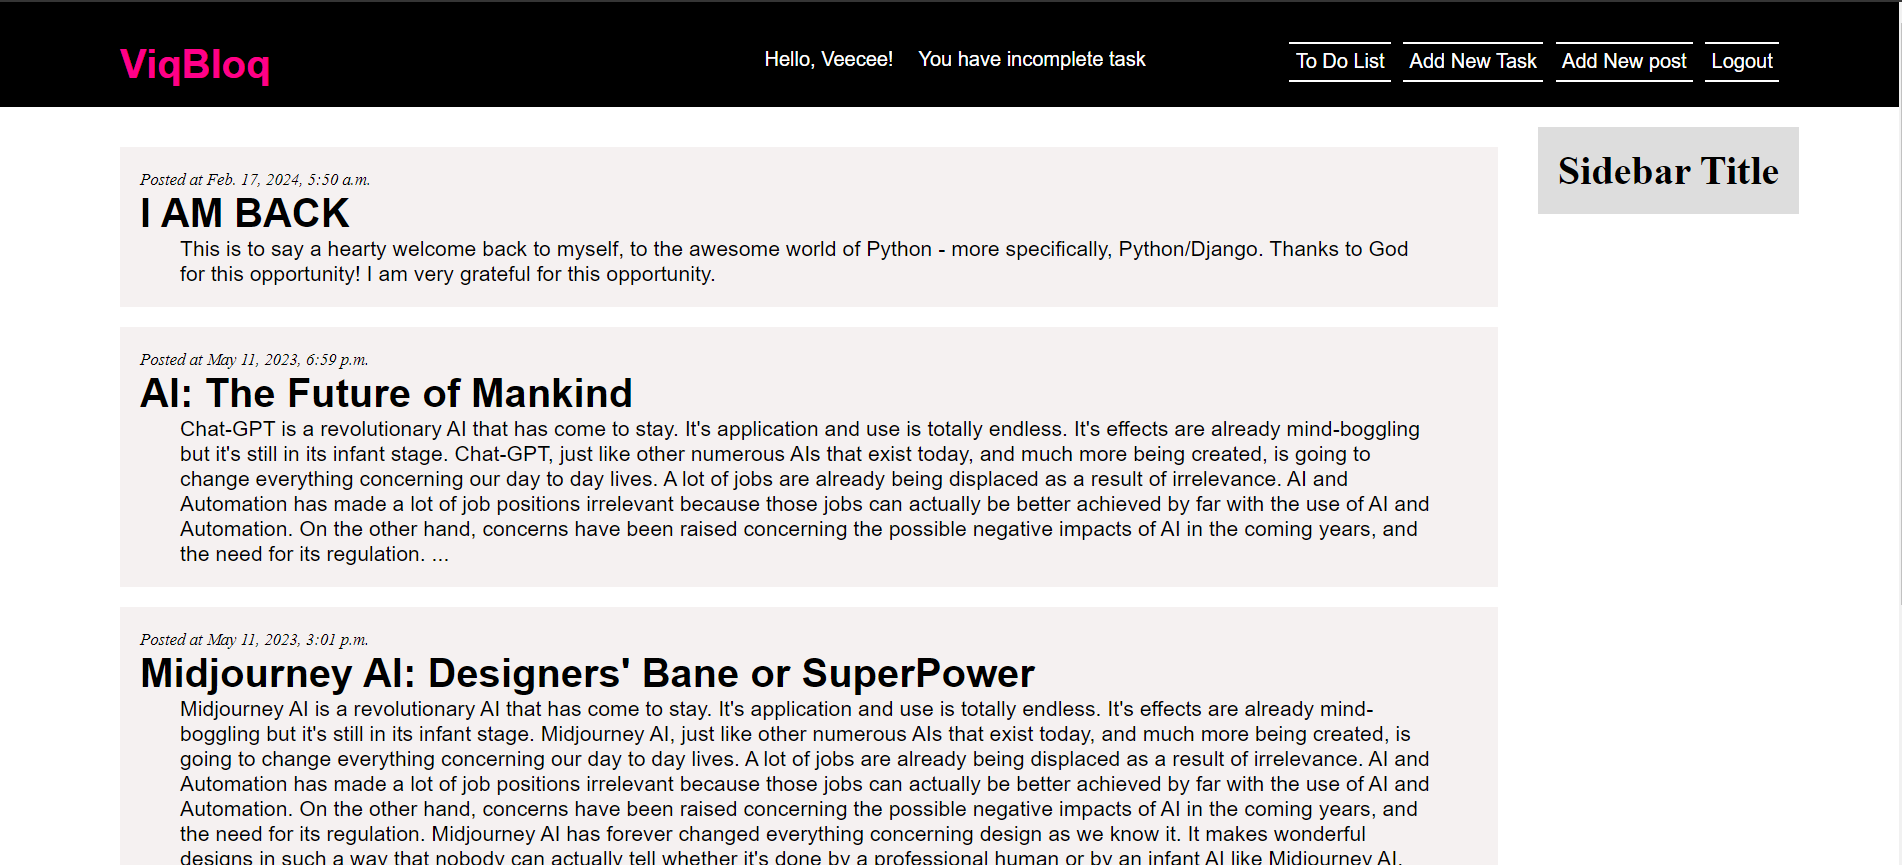 ViqBloq
Hello, Veecee! You have incomplete task
To Do List Add New Task Add New post Logout
Sidebar Title
Posted at Feb. 17, 2024, 5:50 a.m.
I AM BACK
This is to say a hearty welcome back to myself, to the awesome world of Python - more specifically, Python/Django. Thanks to God
for this opportunity! I am very grateful for this opportunity.
Posted at May 11, 2023, 6:59 p.m.
AI: The Future of Mankind
Chat-GPT is a revolutionary AI that has come to stay. It's application and use is totally endless. It's effects are already mind-boggling
but it's still in its infant stage. Chat-GPT, just like other numerous AIs that exist today, and much more being created, is going to
change everything concerning our day to day lives. A lot of jobs are already being displaced as a result of irrelevance. AI and
Automation has made a lot of job positions irrelevant because those jobs can actually be better achieved by far with the use of AI and
Automation. On the other hand, concerns have been raised concerning the possible negative impacts of AI in the coming years, and
the need for its regulation. ...
Posted at May 11, 2023, 3:01 p.m.
Midjourney AI: Designers' Bane or SuperPower
Midjourney AI is a revolutionary AI that has come to stay. It's application and use is totally endless. It's effects are already mind-
boggling but it's still in its infant stage. Midjourney AI, just like other numerous AIs that exist today, and much more being created, is
going to change everything concerning our day to day lives. A lot of jobs are already being displaced as a result of irrelevance. AI and
Automation has made a lot of job positions irrelevant because those jobs can actually be better achieved by far with the use of AI and
Automation. On the other hand, concerns have been raised concerning the possible negative impacts of AI in the coming years, and
the need for its regulation. Midjourney AI has forever changed everything concerning design as we know it. It makes wonderful
designs in such a way that nobody can actually tell whether it's done by a professional human or by an infant AI like Midjourney AI.